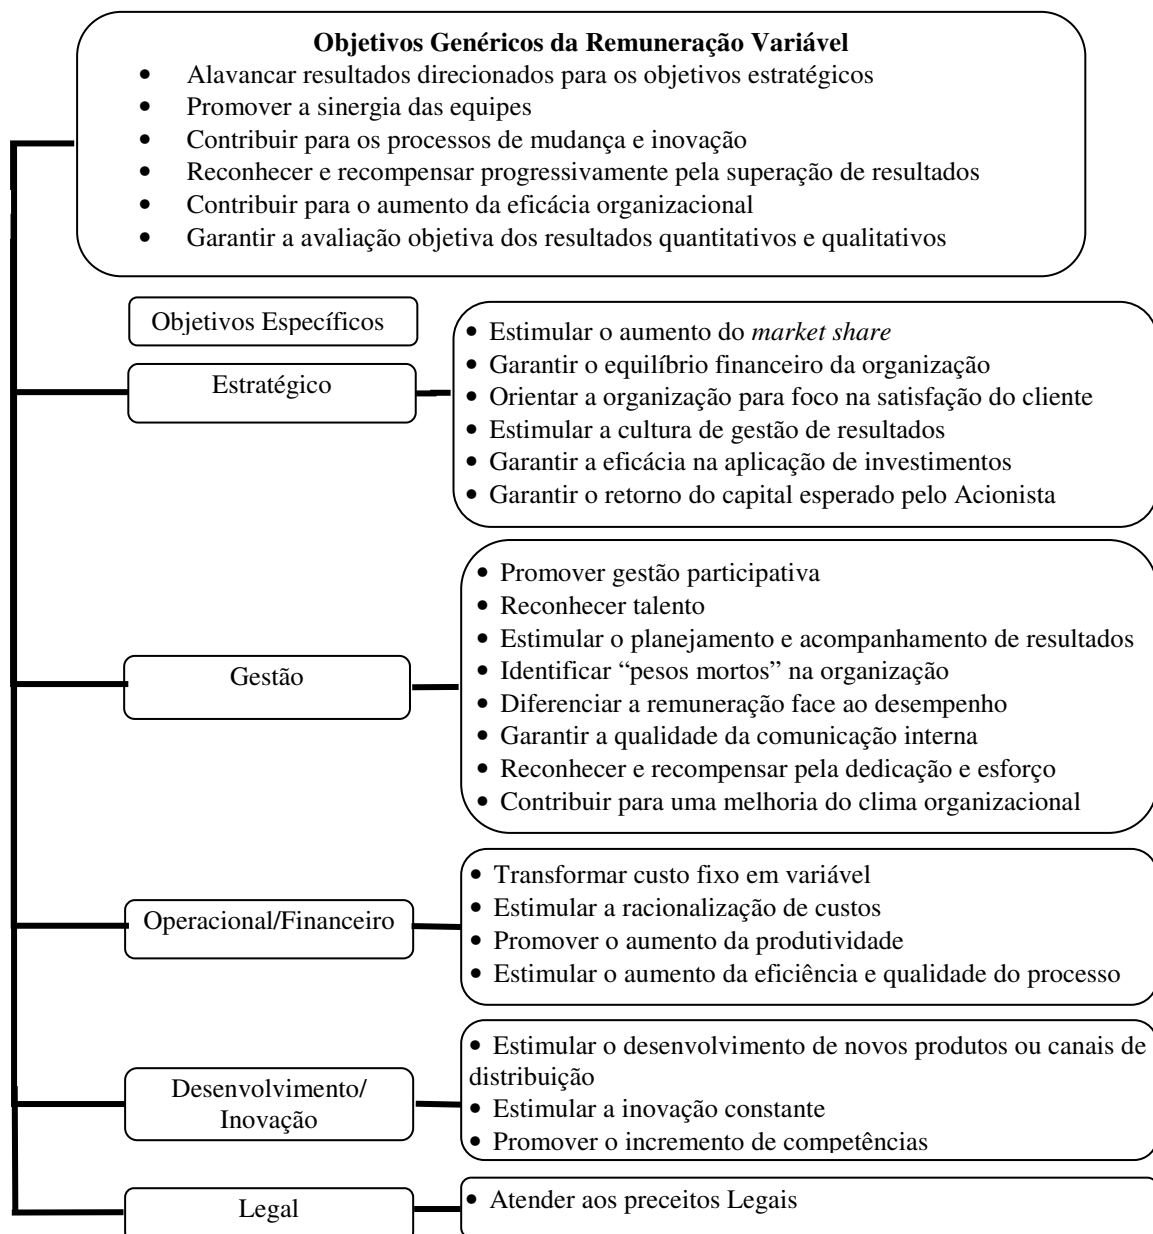 Objetivos Genéricos da Remuneração Variável
• Alavancar resultados direcionados para os objetivos estratégicos
• Promover a sinergia das equipes
• Contribuir para os processos de mudança e inovação
• Reconhecer e recompensar progressivamente pela superação de resultados
• Contribuir para o aumento da eficácia organizacional
• Garantir a avaliação objetiva dos resultados quantitativos e qualitativos
Objetivos Específicos
Estratégico
• Estimular o aumento do market share
• Garantir o equilíbrio financeiro da organização
• Orientar a organização para foco na satisfação do cliente
• Estimular a cultura de gestão de resultados
• Garantir a eficácia na aplicação de investimentos
• Garantir o retorno do capital esperado pelo Acionista
Gestão
• Promover gestão participativa
• Reconhecer talento
• Estimular o planejamento e acompanhamento de resultados
• Identificar “pesos mortos” na organização
• Diferenciar a remuneração face ao desempenho
• Garantir a qualidade da comunicação interna
• Reconhecer e recompensar pela dedicação e esforço
• Contribuir para uma melhoria do clima organizacional
Operacional/Financeiro
• Transformar custo fixo em variável
• Estimular a racionalização de custos
• Promover o aumento da produtividade
• Estimular o aumento da eficiência e qualidade do processo
Desenvolvimento/
Inovação
• Estimular o desenvolvimento de novos produtos ou canais de
distribuição
• Estimular a inovação constante
• Promover o incremento de competências
Legal
• Atender aos preceitos Legais